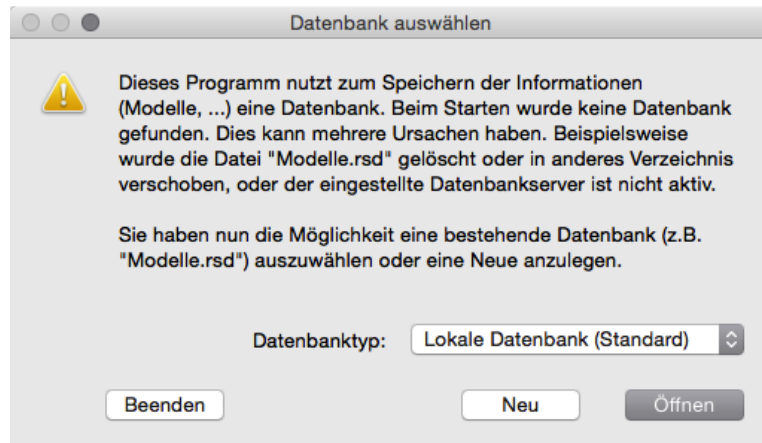 Datenbank auswählen
Dieses Programm nutzt zum Speichern der Informationen
(Modelle, ...) eine Datenbank. Beim Starten wurde keine Datenbank
gefunden. Dies kann mehrere Ursachen haben. Beispielsweise
wurde die Datei "Modelle.rsd" gelöscht oder in anderes Verzeichnis
verschoben, oder der eingestellte Datenbankserver ist nicht aktiv.
Sie haben nun die Möglichkeit eine bestehende Datenbank (z.B.
"Modelle.rsd") auszuwählen oder eine Neue anzulegen.
Datenbanktyp: Lokale Datenbank (Standard)
Beenden Neu Öffnen